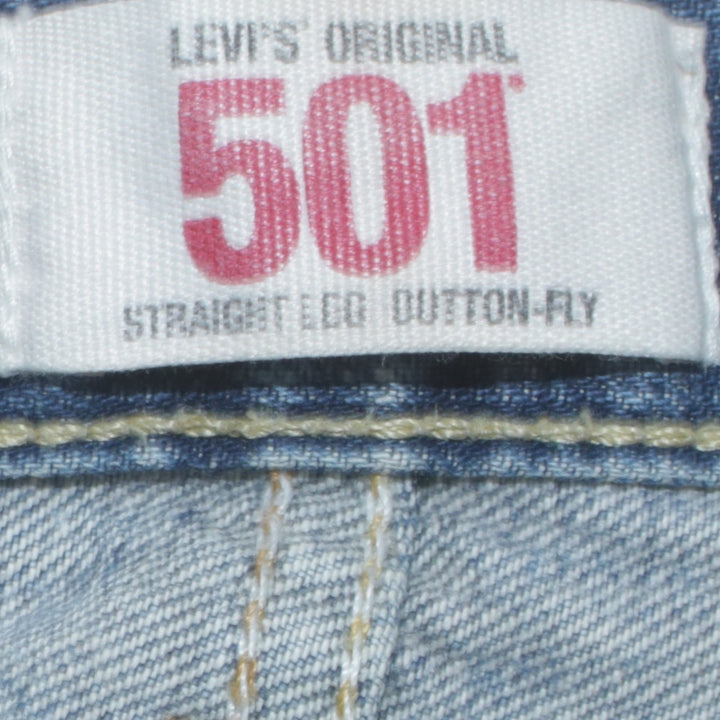 LEVI'S® ORIGINAL
501®
STRAIGHT LEG BUTTON-FLY